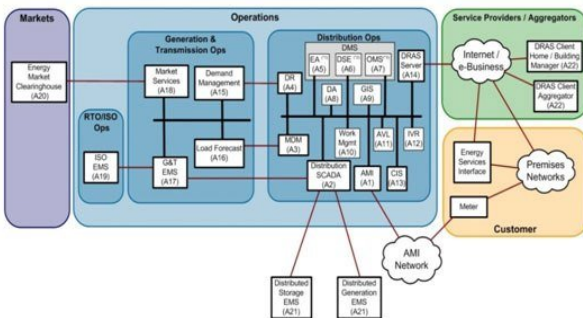 Markets
Operations
Service Providers / Aggregators
Generation &
Transmission Ops
Distribution Ops
DMS
Energy
Market
Clearinghouse
(A20)
Market
Services
(A18)
Demand
Management
(A15)
DR
(A4)
EA
(A5)
DSE
(A6)
OMS
(A7)
DRAS
Server
(A14)
Internet /
e-Business
DRAS Client
Home / Building
Manager (A22)
DRAS Client
Aggregator
(A22)
DA
(A8)
GIS
(A9)
RTO/ISO
Ops
ISO
EMS
(A19)
G&T
EMS
(A17)
Load Forecast
(A16)
MDM
(A3)
Work
Mgmt
(A10)
AVL
(A11)
IVR
(A12)
Distribution
SCADA
(A2)
AMI
(A1)
CIS
(A13)
Energy
Services
Interface
Premises
Networks
Meter
Customer
AMI
Network
Distributed
Storage
EMS
(A21)
Distributed
Generation
EMS
(A21)